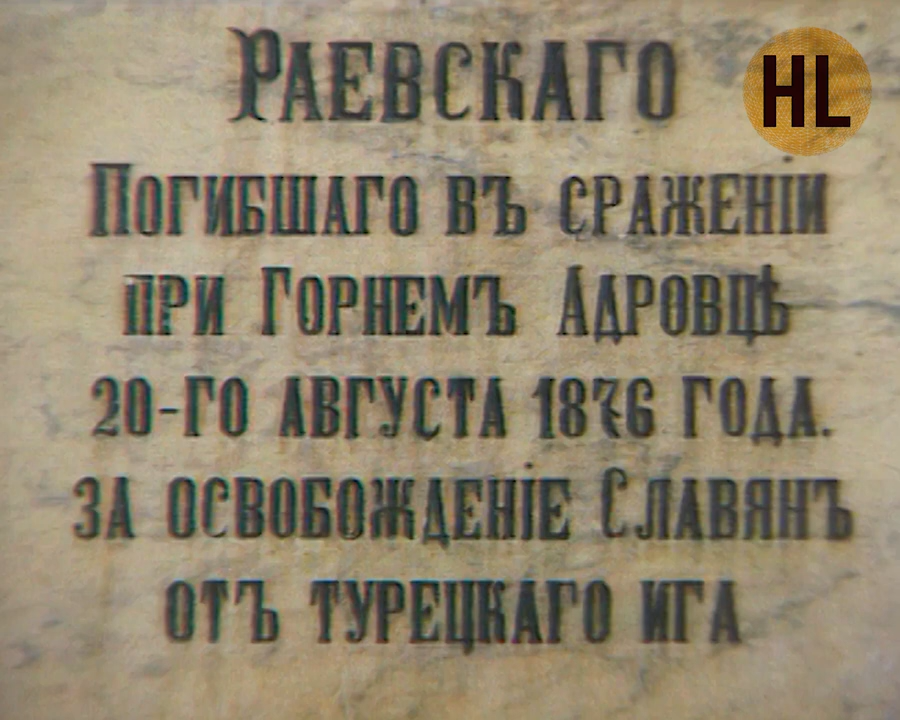 РАЕВСКАГО
HL
ПОГИБШАГО ВЪ СРАЖЕНІИ
ПРИ ГОРНЕМЪ АДРОВЦѢ
20-ГО АВГУСТА 1876 ГОДА.
ЗА ОСВОБОЖДЕНІЕ СЛАВЯНЪ
ОТЪ ТУРЕЦКАГО ИГА